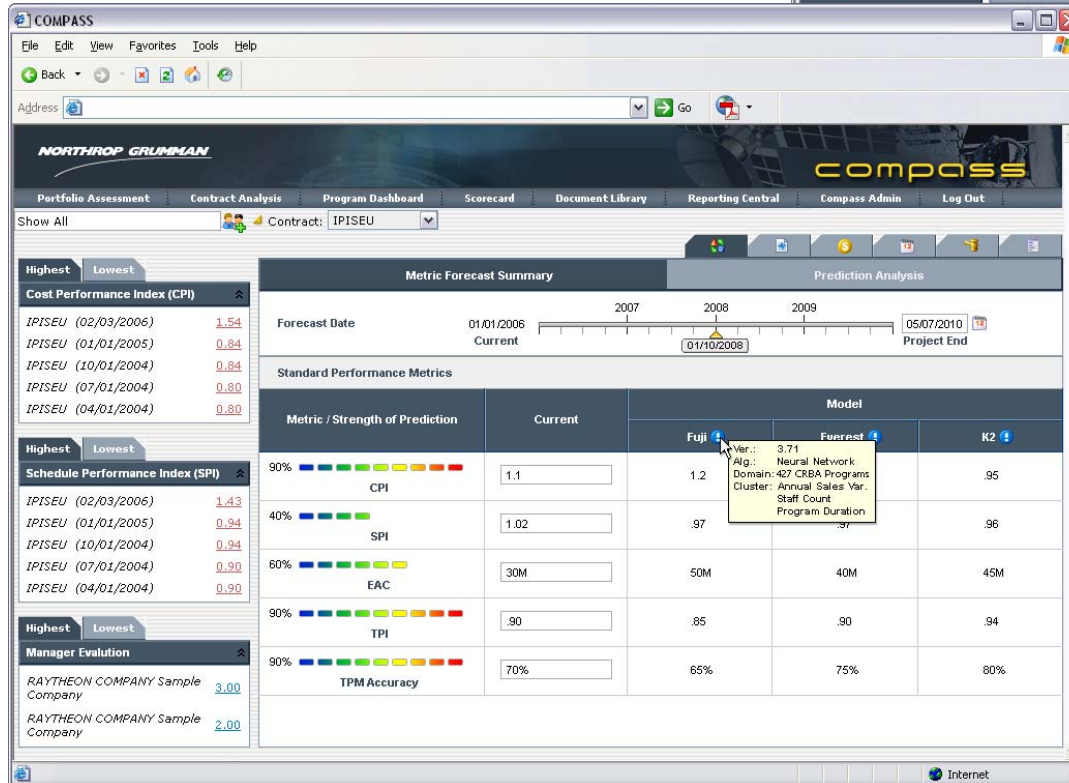 COMPASS
File Edit View Favorites Tools Help
Back
Address Go
NORTHROP GRUMMAN
compass
Portfolio Assessment Contract Analysis Program Dashboard Scorecard Document Library Reporting Central Compass Admin Log Out
Show All Contract: IPISEU
Highest Lowest
Cost Performance Index (CPI)
IPISEU (02/03/2006) 1.54
IPISEU (01/01/2005) 0.84
IPISEU (10/01/2004) 0.84
IPISEU (07/01/2004) 0.80
IPISEU (04/01/2004) 0.80
Highest Lowest
Schedule Performance Index (SPI)
IPISEU (02/03/2006) 1.43
IPISEU (01/01/2005) 0.94
IPISEU (10/01/2004) 0.94
IPISEU (07/01/2004) 0.90
IPISEU (04/01/2004) 0.90
Highest Lowest
Manager Evalution
RAYTHEON COMPANY Sample
Company 3.00
RAYTHEON COMPANY Sample
Company 2.00
Metric Forecast Summary Prediction Analysis
2007 2008 2009
Forecast Date 01/01/2006 05/07/2010
Current 01/10/2008 Project End
Standard Performance Metrics
Metric / Strength of Prediction Current Model
Fuji Everest K2
Ver.: 3.71
Alg.: Neural Network
Domain: 427 CRBA Programs
Cluster: Annual Sales Var.
Staff Count
Program Duration
90% 1.1 1.2 .95
CPI
40% 1.02 .97 .97 .96
SPI
60% 30M 50M 40M 45M
EAC
90% .90 .85 .90 .94
TPI
90% 70% 65% 75% 80%
TPM Accuracy
Internet